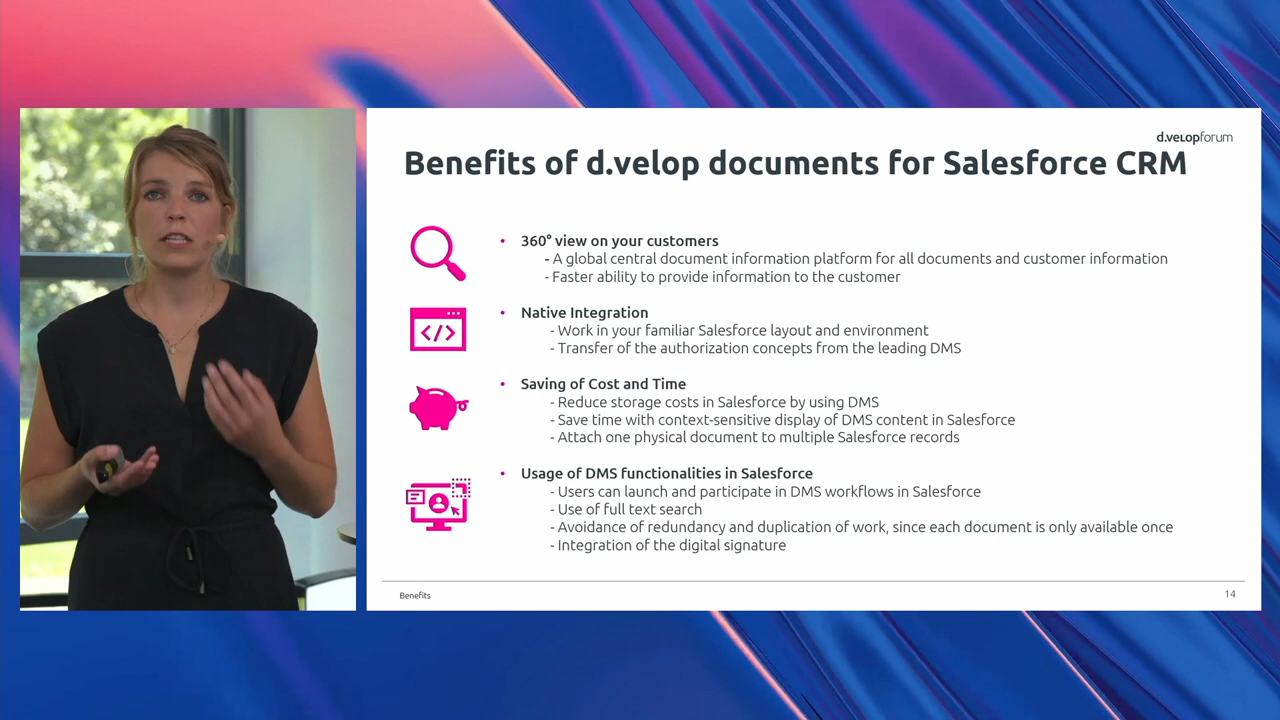 d.velopforum
Benefits of d.velop documents for Salesforce CRM
• 360° view on your customers
- A global central document information platform for all documents and customer information
- Faster ability to provide information to the customer
</>
• Native Integration
- Work in your familiar Salesforce layout and environment
- Transfer of the authorization concepts from the leading DMS
• Saving of Cost and Time
- Reduce storage costs in Salesforce by using DMS
- Save time with context-sensitive display of DMS content in Salesforce
- Attach one physical document to multiple Salesforce records
• Usage of DMS functionalities in Salesforce
- Users can launch and participate in DMS workflows in Salesforce
- Use of full text search
- Avoidance of redundancy and duplication of work, since each document is only available once
- Integration of the digital signature
Benefits
14